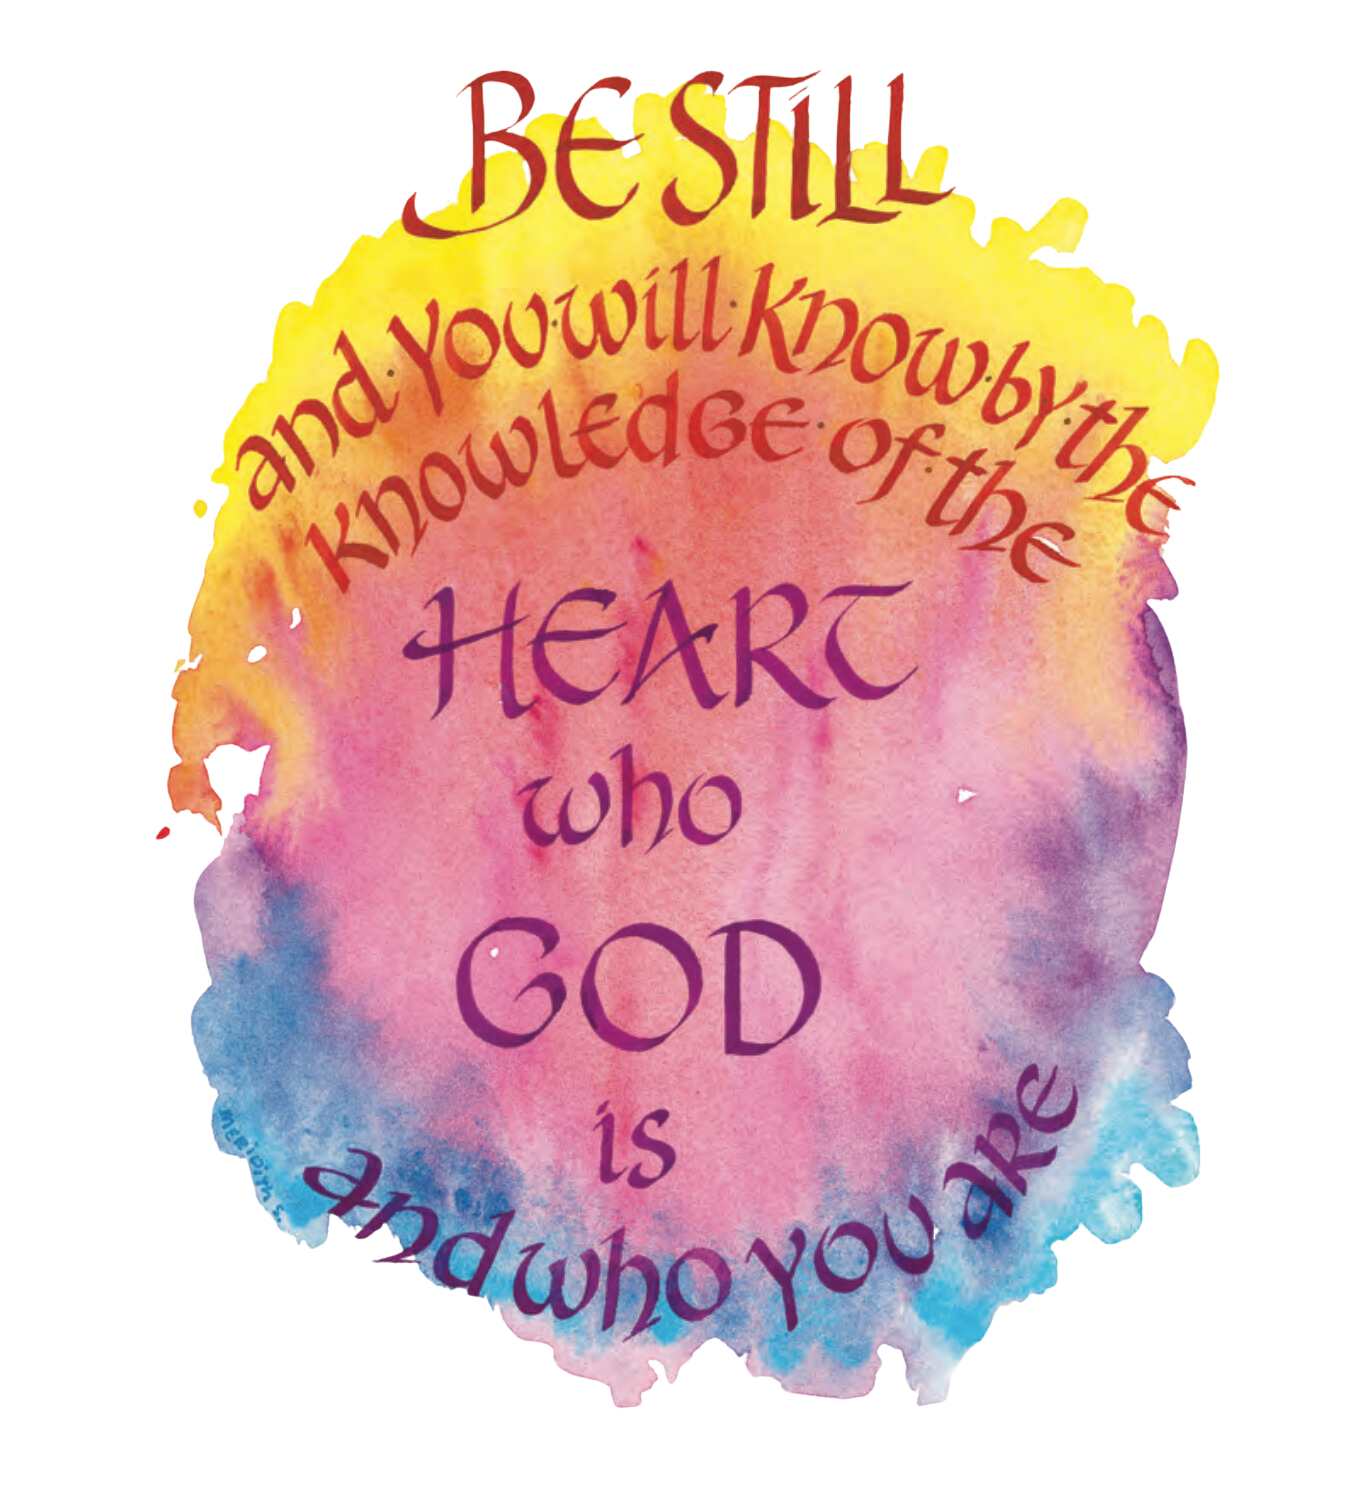 BE STiLL
and·you·will·know·by·the
knowlEdGE·of·the
HEART
who
GOD
is
and who you aRE
MERIDITH S.